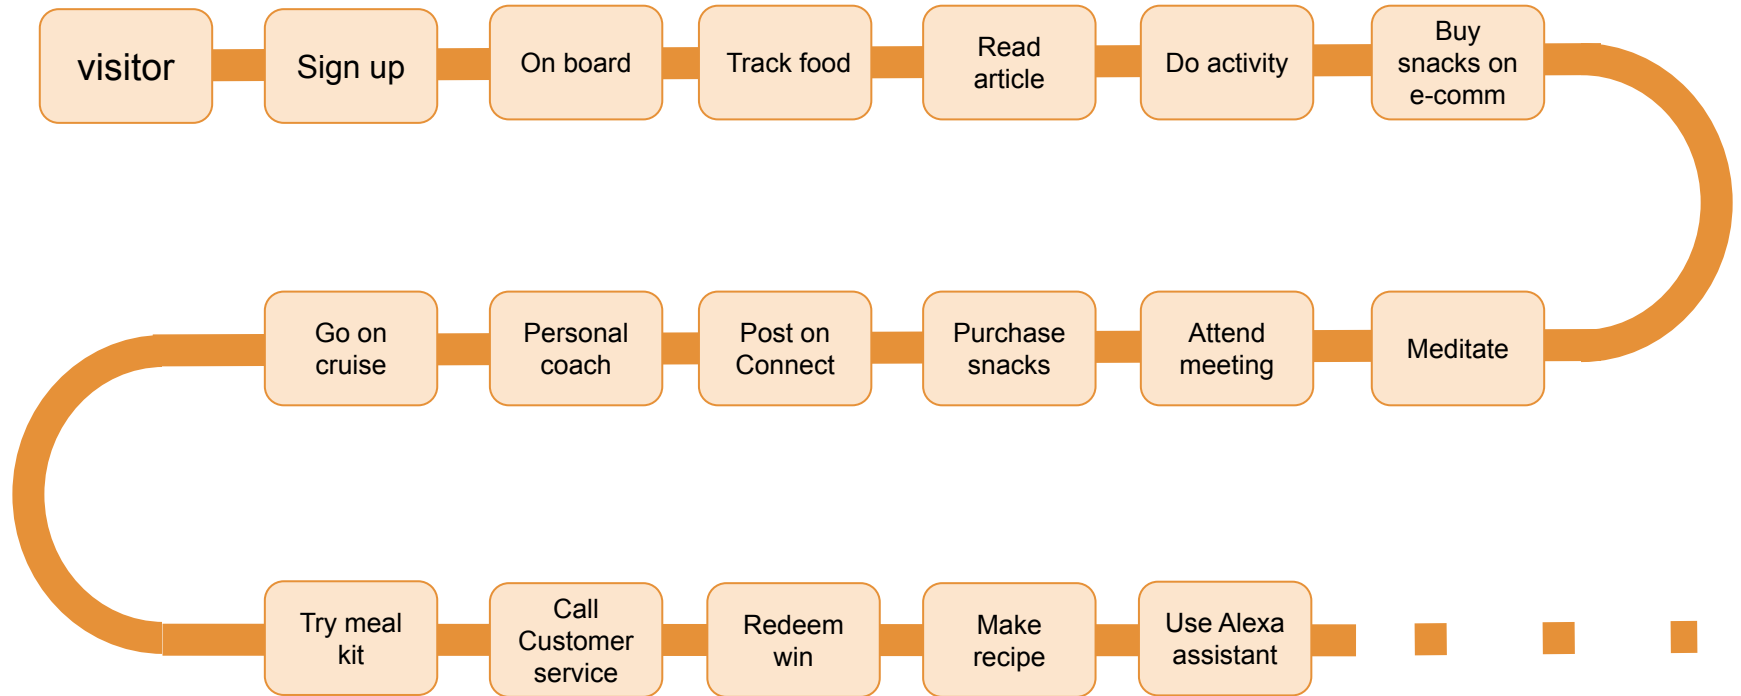 visitor
Sign up
On board
Track food
Read
article
Do activity
Buy
snacks on
e-comm
Go on
cruise
Personal
coach
Post on
Connect
Purchase
snacks
Attend
meeting
Meditate
Try meal
kit
Call
Customer
service
Redeem
win
Make
recipe
Use Alexa
assistant